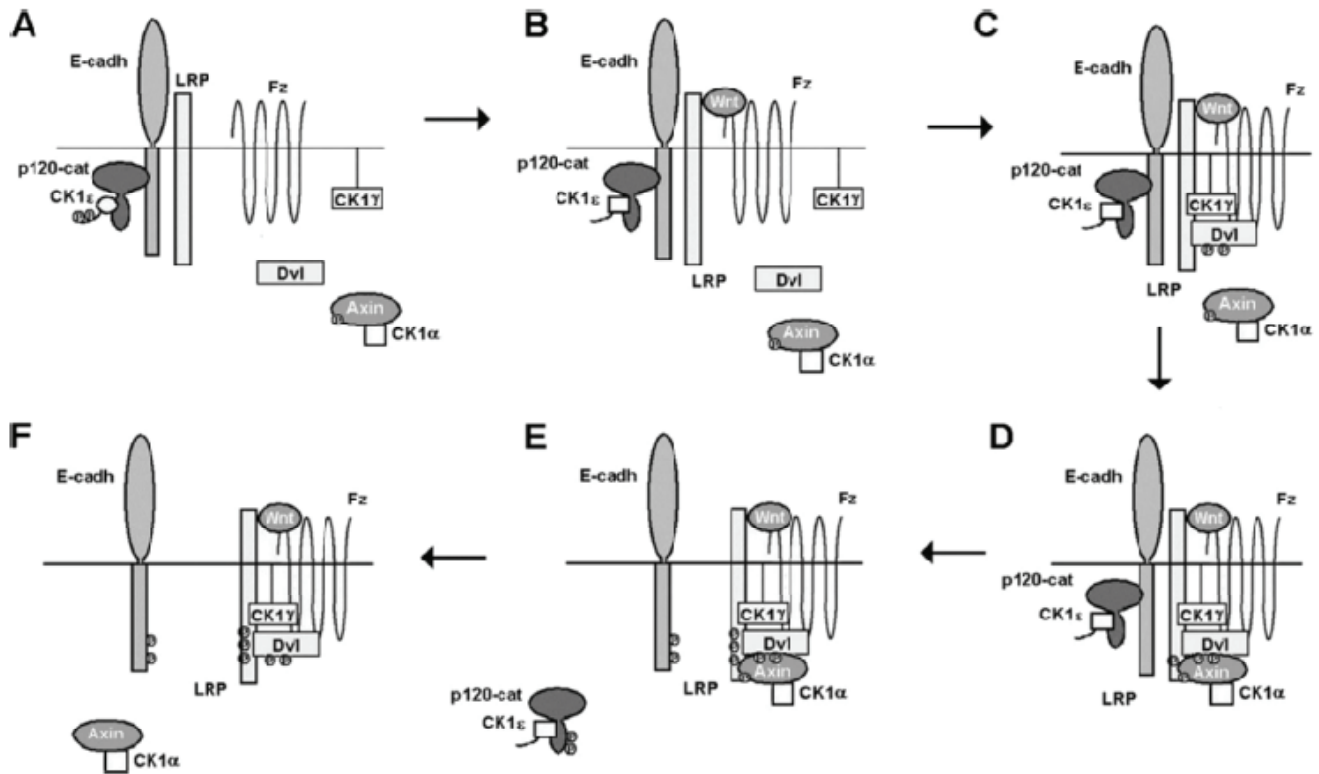 A
E-cadh
LRP
Fz
p120-cat
CK1ε
CK1γ
Dvl
Axin
CK1α
B
E-cadh
Wnt
Fz
p120-cat
CK1ε
CK1γ
LRP
Dvl
Axin
CK1α
C
E-cadh
Wnt
Fz
p120-cat
CK1ε
CK1γ
Dvl
LRP
Axin
CK1α
F
E-cadh
Wnt
Fz
CK1γ
Dvl
LRP
Axin
CK1α
E
E-cadh
Wnt
Fz
CK1γ
Dvl
LRP
Axin
p120-cat
CK1α
CK1ε
D
E-cadh
Wnt
Fz
p120-cat
CK1ε
CK1γ
Dvl
Axin
LRP
CK1α